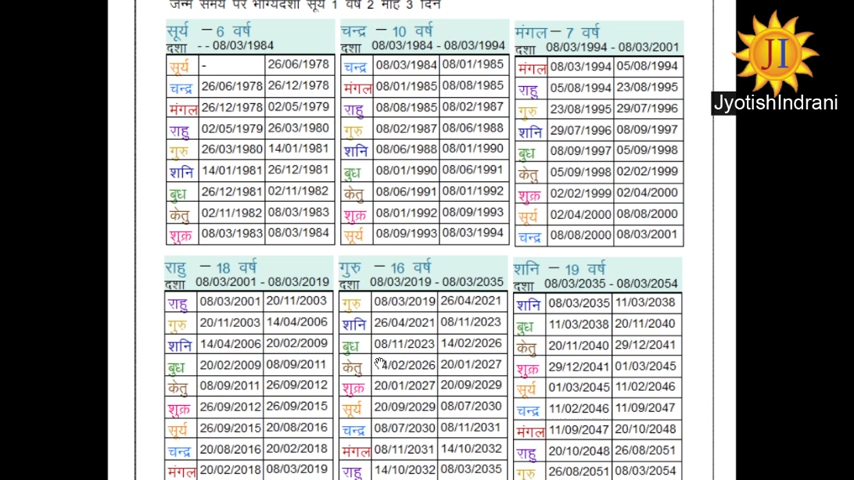 जन्म समय पर भोग्यदशा सूर्य 1 वर्ष 2 माह 3 दिन
सूर्य – 6 वर्ष
दशा - - 08/03/1984
सूर्य - 26/06/1978
चन्द्र 26/06/1978 26/12/1978
मंगल 26/12/1978 02/05/1979
राहु 02/05/1979 26/03/1980
गुरु 26/03/1980 14/01/1981
शनि 14/01/1981 26/12/1981
बुध 26/12/1981 02/11/1982
केतु 02/11/1982 08/03/1983
शुक्र 08/03/1983 08/03/1984
चन्द्र – 10 वर्ष
दशा 08/03/1984 - 08/03/1994
चन्द्र 08/03/1984 08/01/1985
मंगल 08/01/1985 08/08/1985
राहु 08/08/1985 08/02/1987
गुरु 08/02/1987 08/06/1988
शनि 08/06/1988 08/01/1990
बुध 08/01/1990 08/06/1991
केतु 08/06/1991 08/01/1992
शुक्र 08/01/1992 08/09/1993
सूर्य 08/09/1993 08/03/1994
मंगल – 7 वर्ष
दशा 08/03/1994 - 08/03/2001
मंगल 08/03/1994 05/08/1994
राहु 05/08/1994 23/08/1995
गुरु 23/08/1995 29/07/1996
शनि 29/07/1996 08/09/1997
बुध 08/09/1997 05/09/1998
केतु 05/09/1998 02/02/1999
शुक्र 02/02/1999 02/04/2000
सूर्य 02/04/2000 08/08/2000
चन्द्र 08/08/2000 08/03/2001
JI
JyotishIndrani
राहु – 18 वर्ष
दशा 08/03/2001 - 08/03/2019
राहु 08/03/2001 20/11/2003
गुरु 20/11/2003 14/04/2006
शनि 14/04/2006 20/02/2009
बुध 20/02/2009 08/09/2011
केतु 08/09/2011 26/09/2012
शुक्र 26/09/2012 26/09/2015
सूर्य 26/09/2015 20/08/2016
चन्द्र 20/08/2016 20/02/2018
मंगल 20/02/2018 08/03/2019
गुरु – 16 वर्ष
दशा 08/03/2019 - 08/03/2035
गुरु 08/03/2019 26/04/2021
शनि 26/04/2021 08/11/2023
बुध 08/11/2023 14/02/2026
केतु 4/02/2026 20/01/2027
शुक्र 20/01/2027 20/09/2029
सूर्य 20/09/2029 08/07/2030
चन्द्र 08/07/2030 08/11/2031
मंगल 08/11/2031 14/10/2032
राहु 14/10/2032 08/03/2035
शनि – 19 वर्ष
दशा 08/03/2035 - 08/03/2054
शनि 08/03/2035 11/03/2038
बुध 11/03/2038 20/11/2040
केतु 20/11/2040 29/12/2041
शुक्र 29/12/2041 01/03/2045
सूर्य 01/03/2045 11/02/2046
चन्द्र 11/02/2046 11/09/2047
मंगल 11/09/2047 20/10/2048
राहु 20/10/2048 26/08/2051
गुरु 26/08/2051 08/03/2054